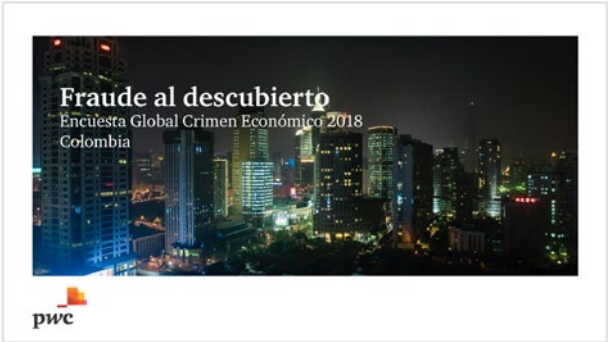 Fraude al descubierto
Encuesta Global Crimen Económico 2018
Colombia
pwc